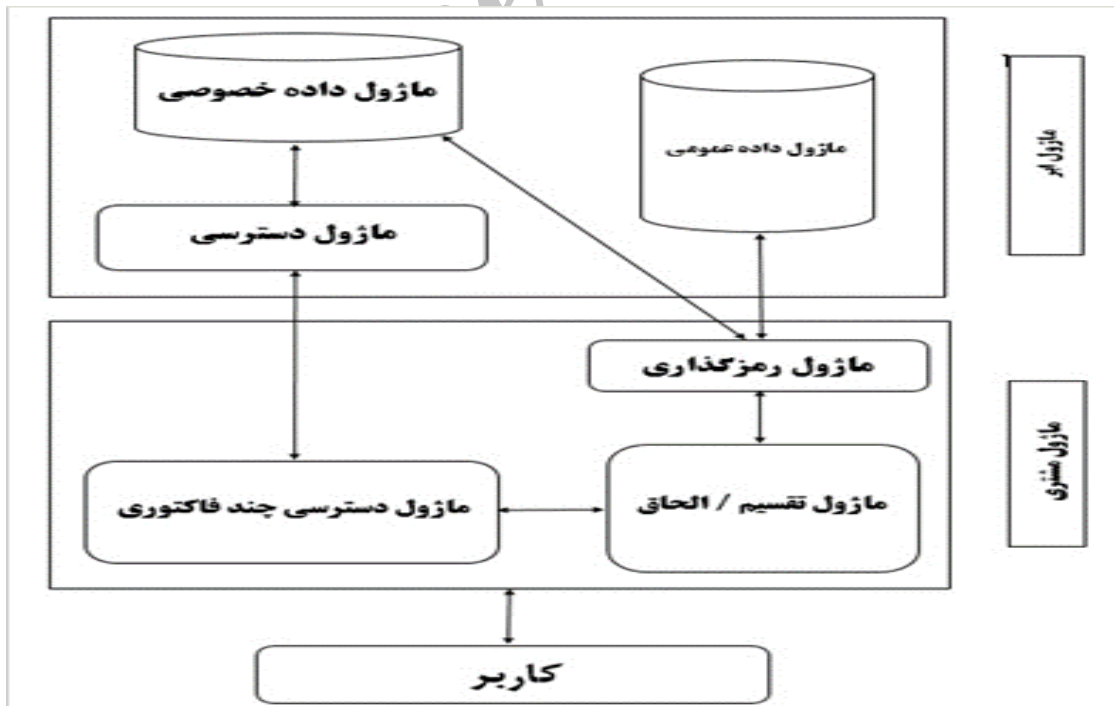 ماژول داده خصوصی
ماژول داده عمومی
ماژول ابر
ماژول دسترسی
ماژول رمزگذاری
ماژول مشتری
ماژول تقسیم / الحاق
ماژول دسترسی چند فاکتوری
کاربر